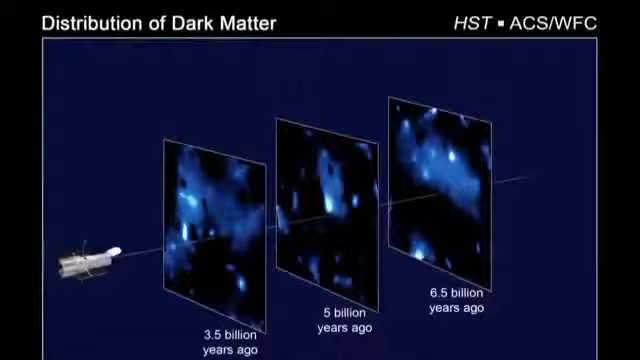 Distribution of Dark Matter
HST ▪ ACS/WFC
3.5 billion
years ago
5 billion
years ago
6.5 billion
years ago